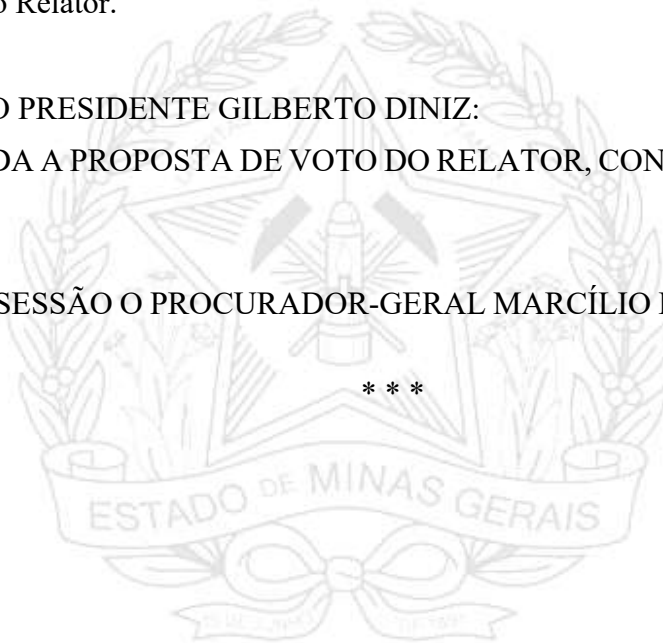 o Relator.
O PRESIDENTE GILBERTO DINIZ:
DA A PROPOSTA DE VOTO DO RELATOR, CON
SESSÃO O PROCURADOR-GERAL MARCÍLIO
* * *
ESTADO DE MINAS GERAIS